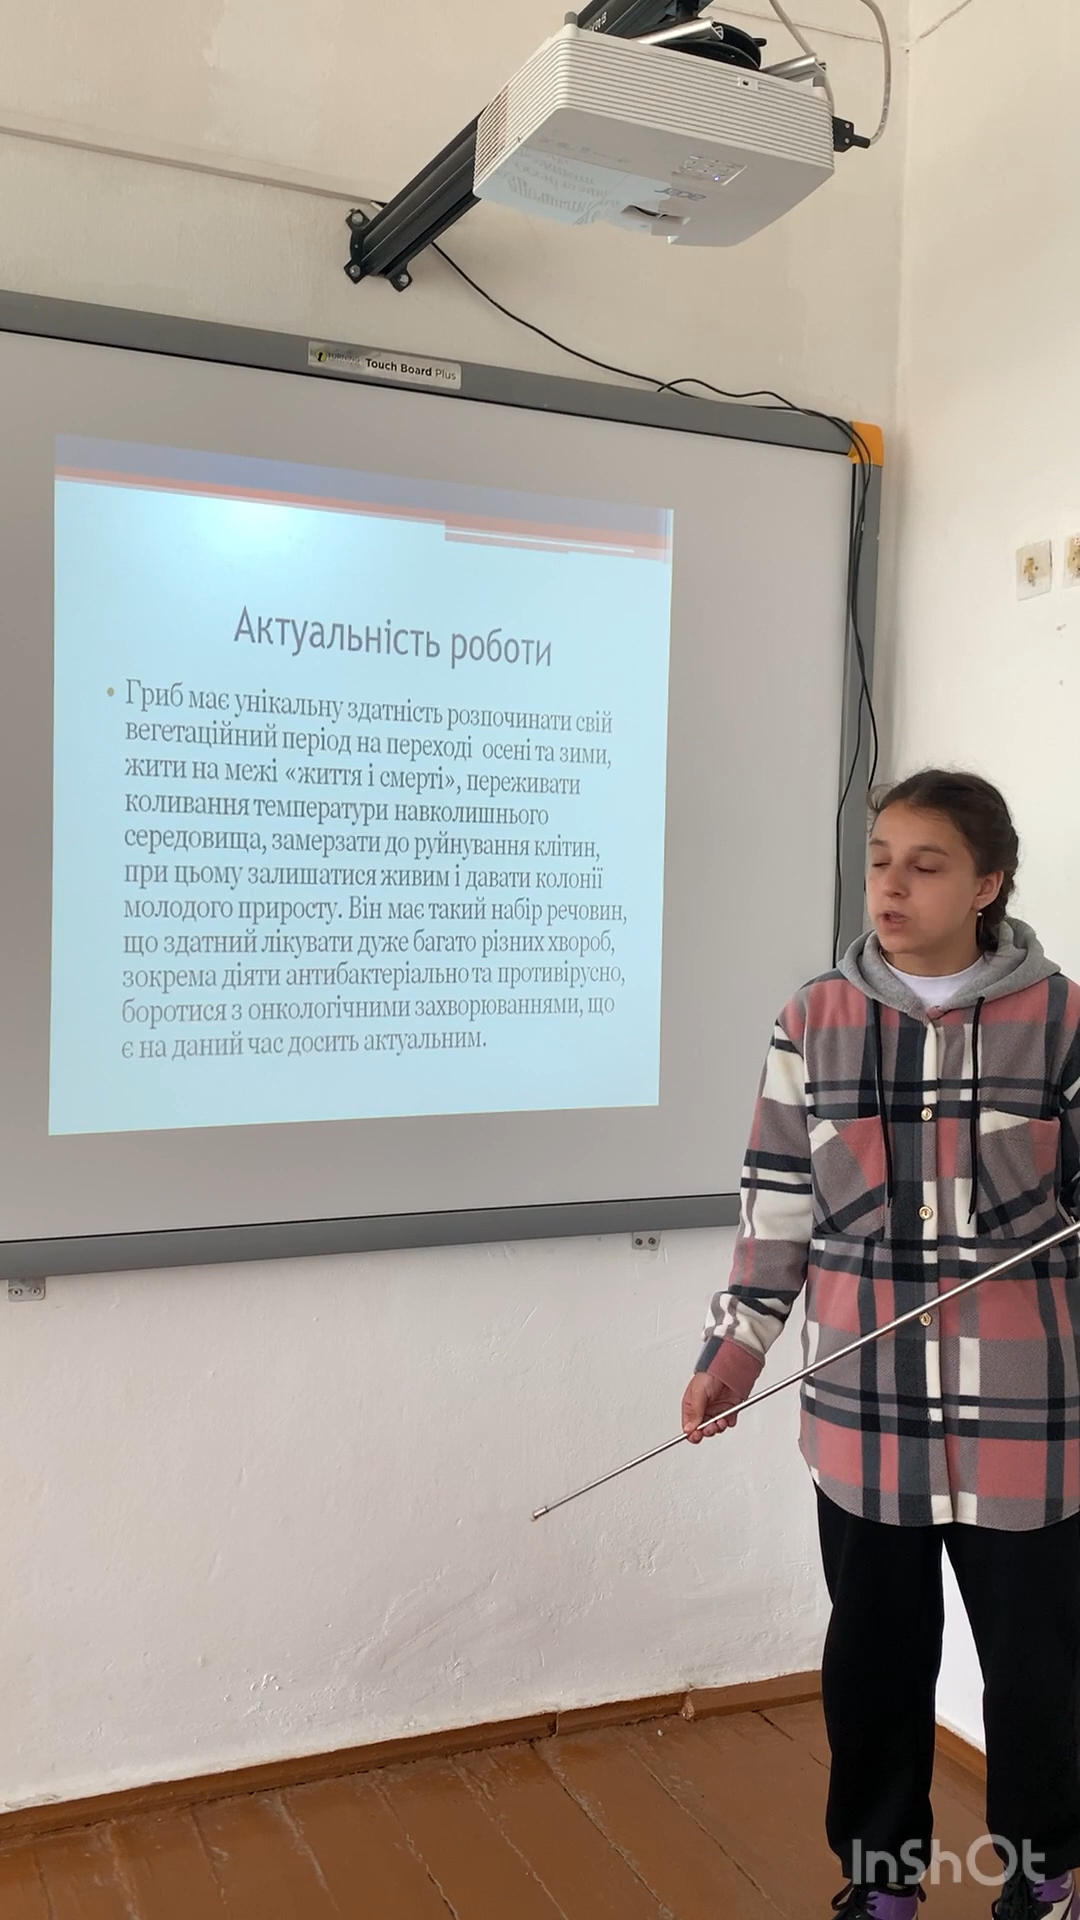 acer
Touch Board Plus
Актуальність роботи
• Гриб має унікальну здатність розпочинати свій
вегетаційний період на переході осені та зими,
жити на межі «життя і смерті», переживати
коливання температури навколишнього
середовища, замерзати до руйнування клітин,
при цьому залишатися живим і давати колонії
молодого приросту. Він має такий набір речовин,
що здатний лікувати дуже багато різних хвороб,
зокрема діяти антибактеріально та противірусно,
боротися з онкологічними захворюваннями, що
є на даний час досить актуальним.
InShOt